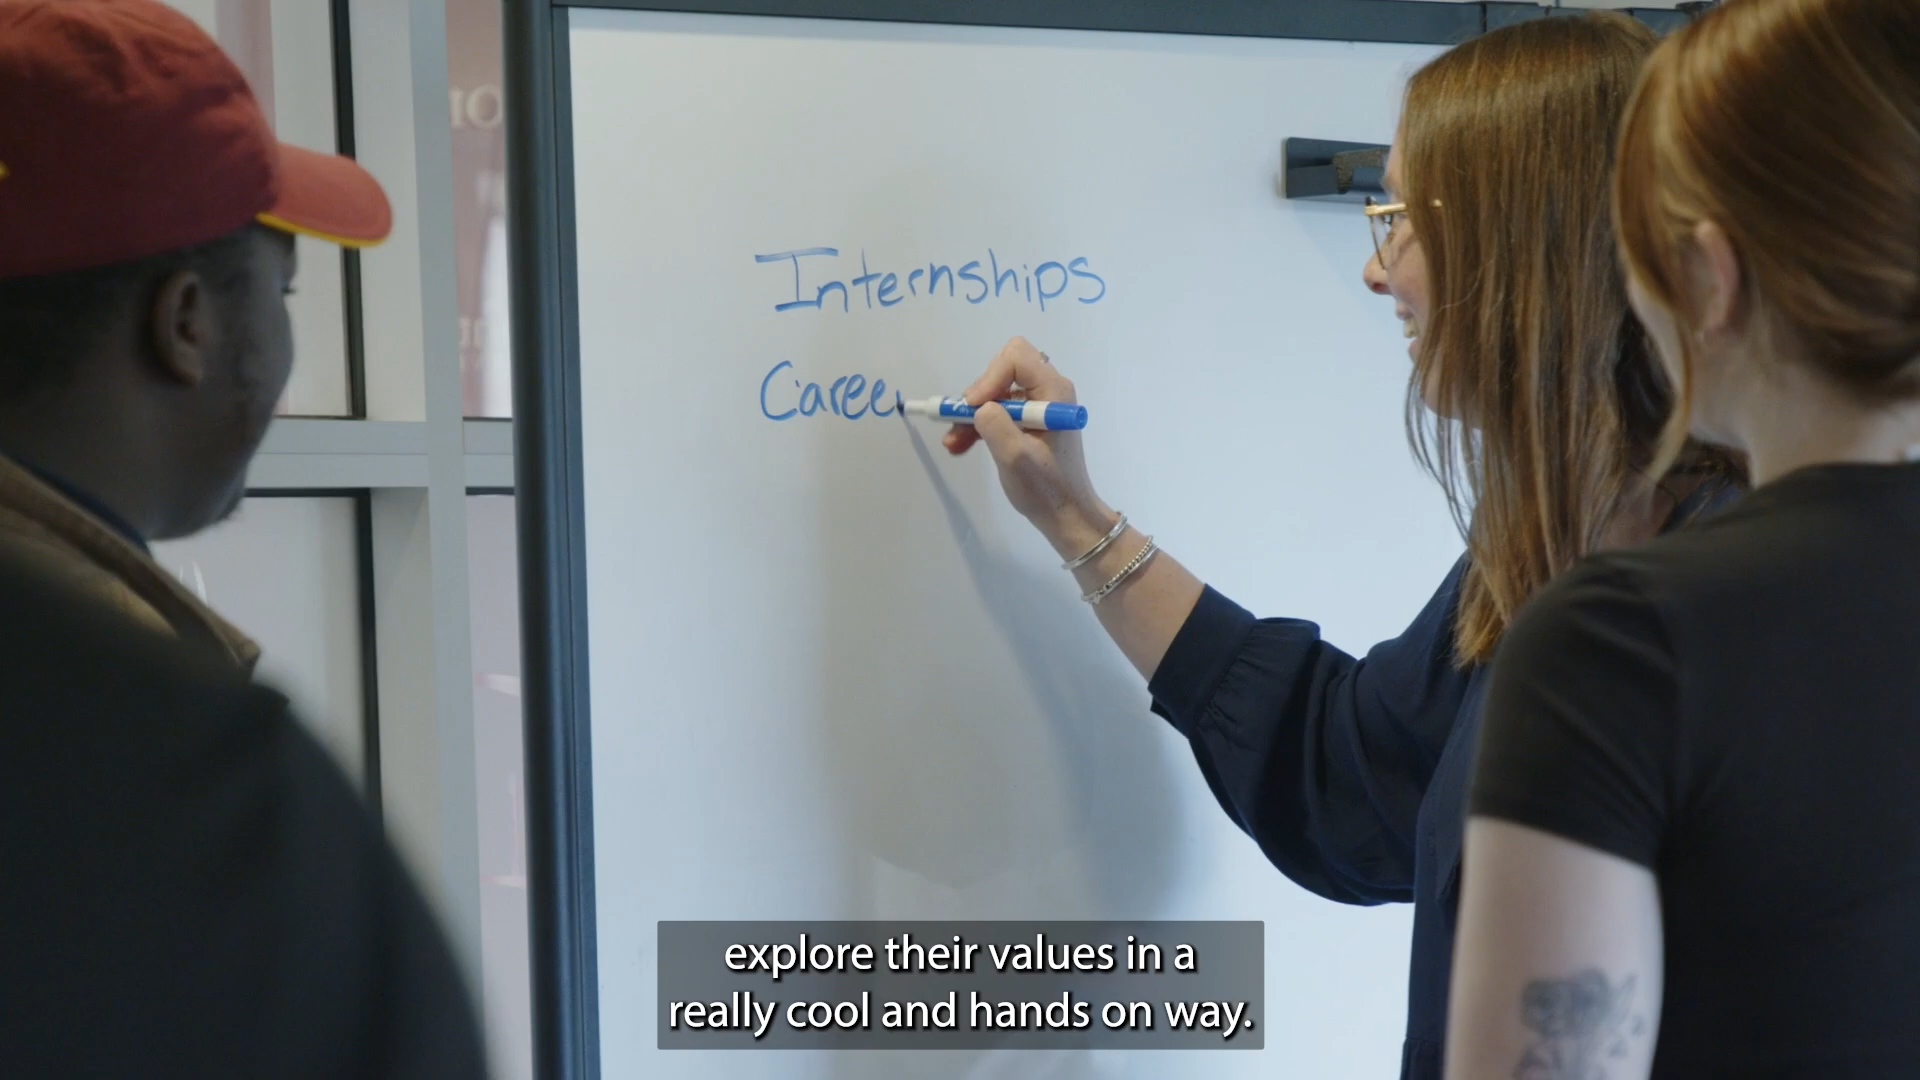 Internships
Caree
explore their values in a
really cool and hands on way.